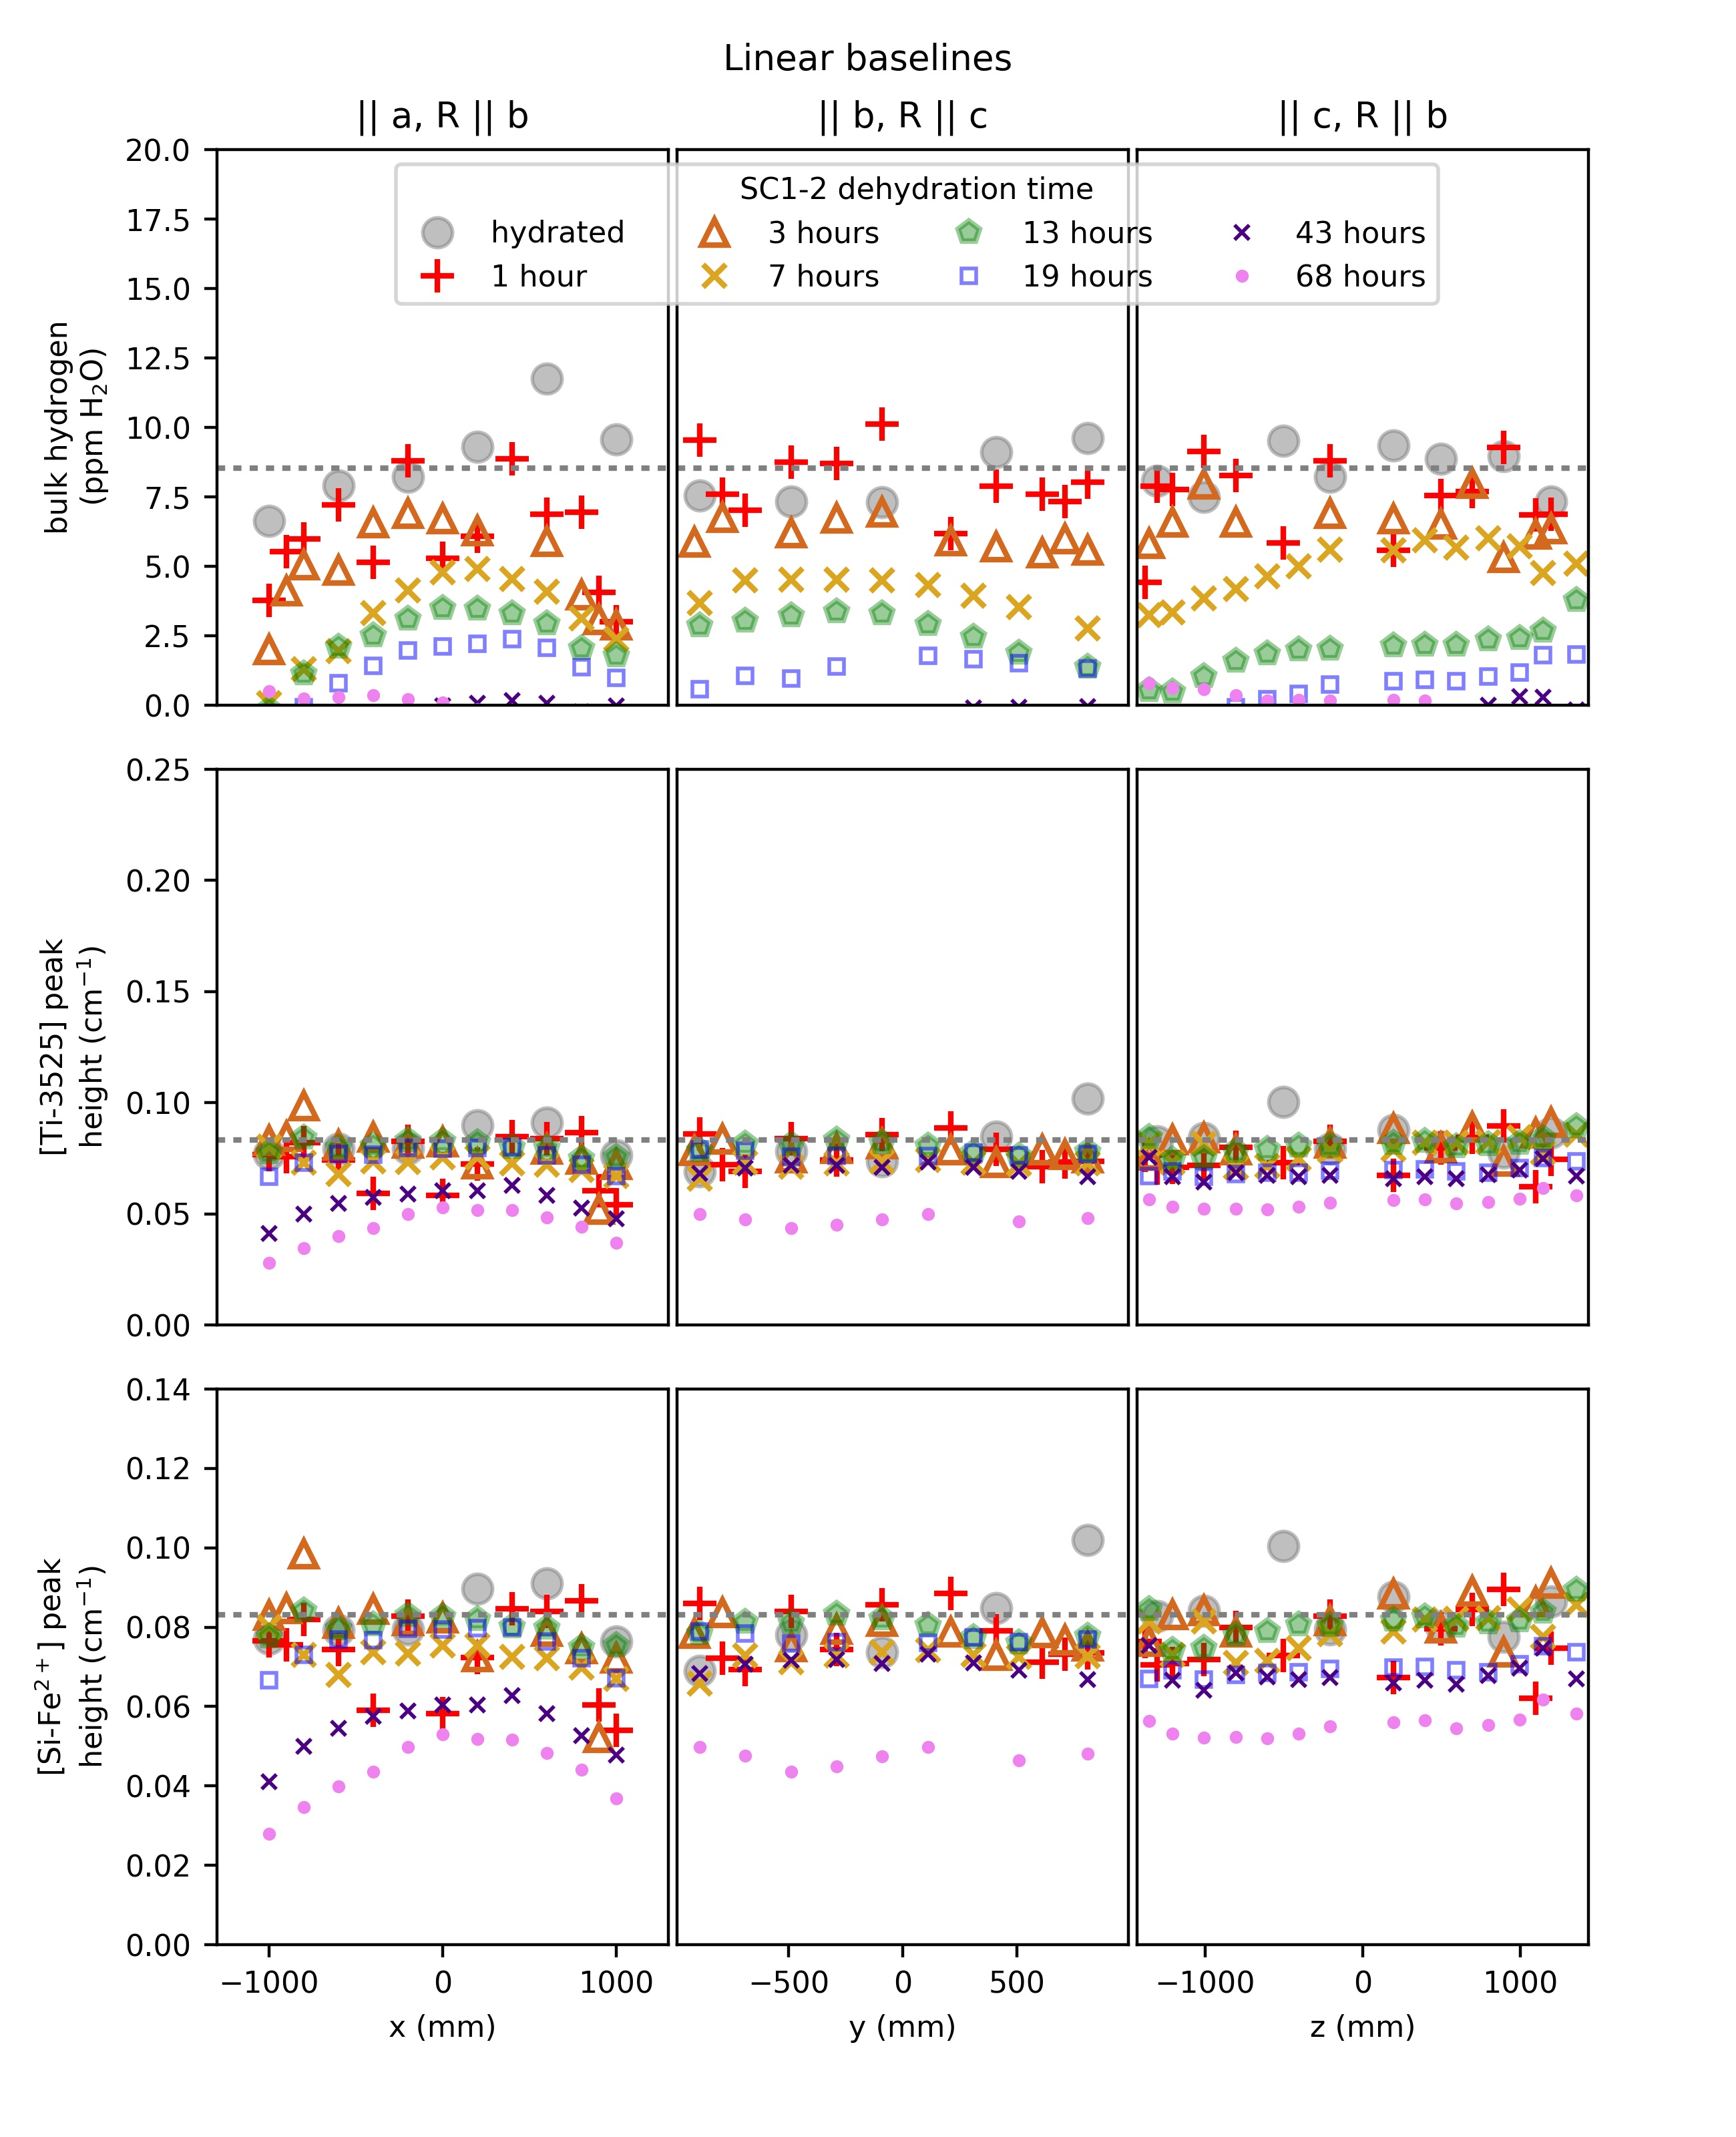 Linear baselines
|| a, R || b
|| b, R || c
|| c, R || b
SC1-2 dehydration time
hydrated
1 hour
3 hours
7 hours
13 hours
19 hours
43 hours
68 hours
bulk hydrogen
(ppm H₂O)
20.0
17.5
15.0
12.5
10.0
7.5
5.0
2.5
0.0
[Ti-3525] peak
height (cm⁻¹)
0.25
0.20
0.15
0.10
0.05
0.00
[Si-Fe²⁺] peak
height (cm⁻¹)
0.14
0.12
0.10
0.08
0.06
0.04
0.02
0.00
−1000 0 1000
−500 0 500
−1000 0 1000
x (mm)
y (mm)
z (mm)